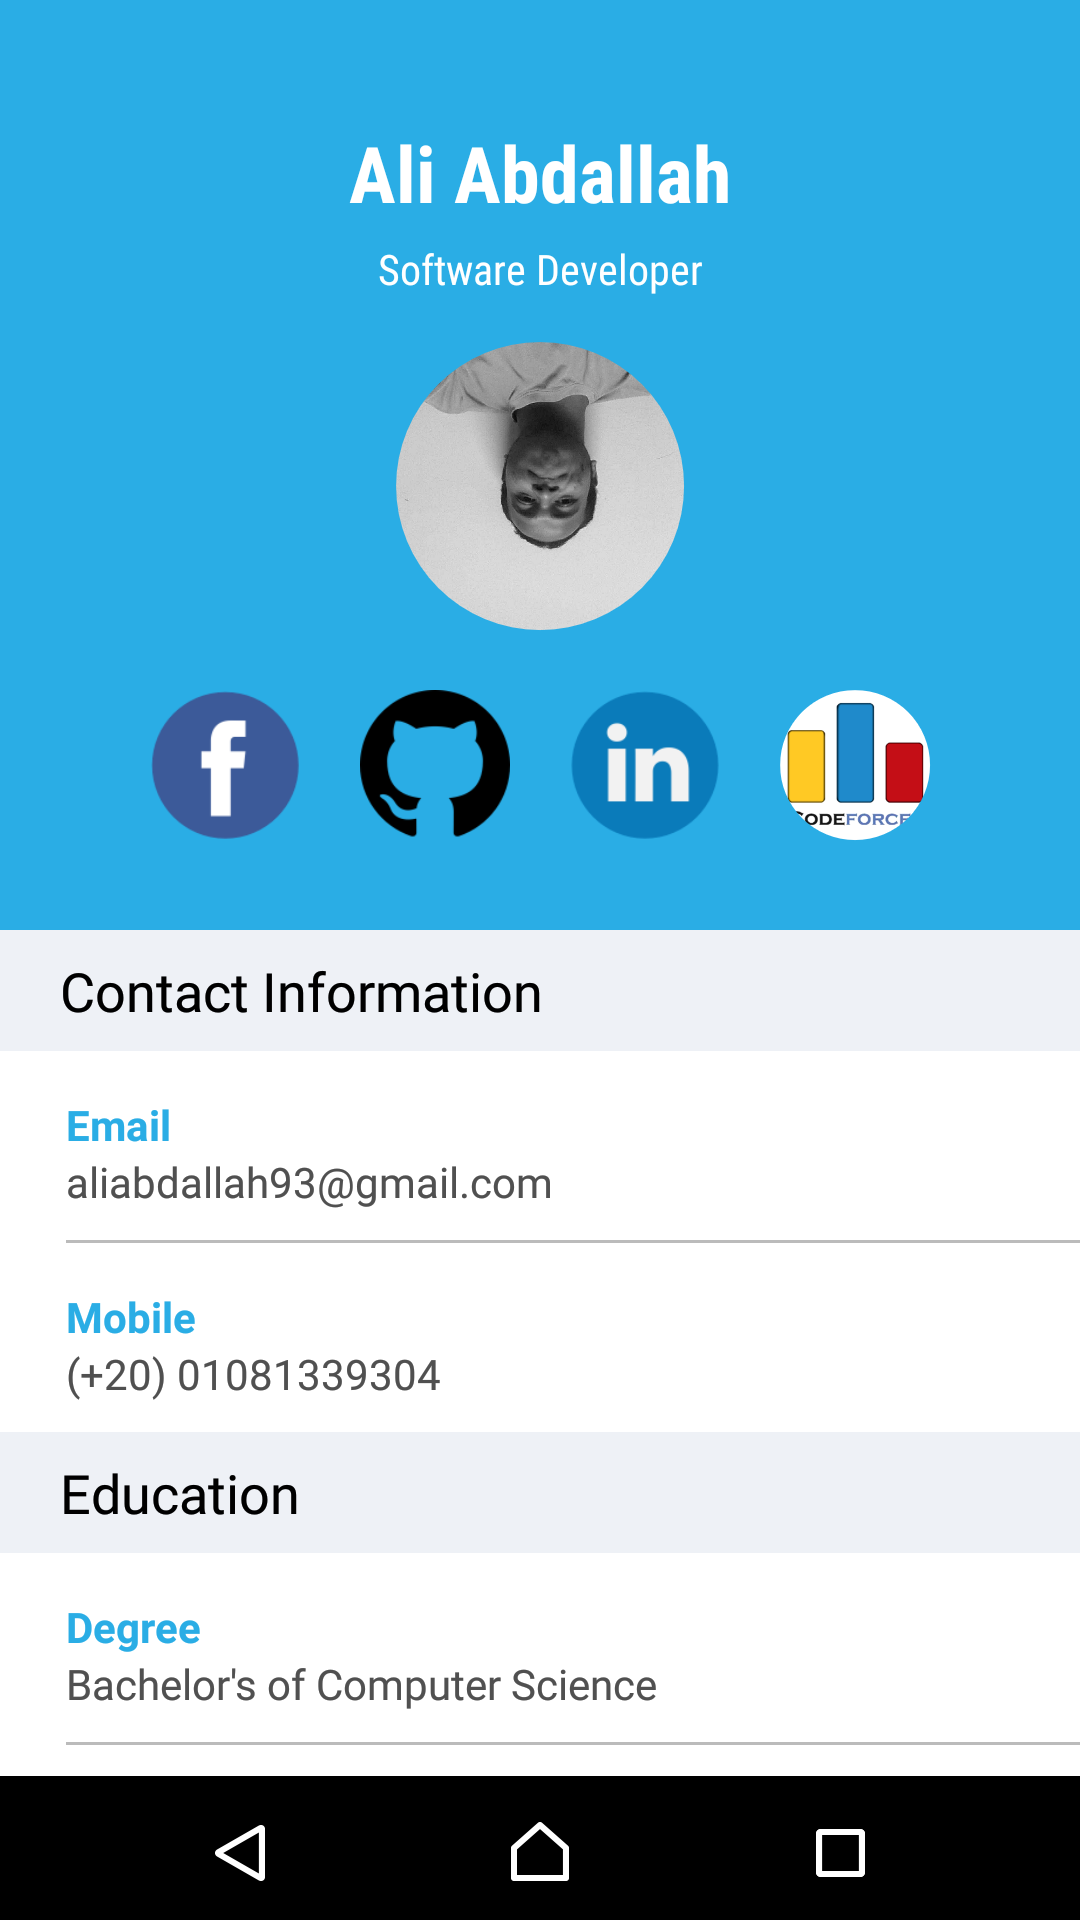 Ali Abdallah
Software Developer
f
in
CODEFORCE
Contact Information
Email
aliabdallah93@gmail.com
Mobile
(+20) 01081339304
Education
Degree
Bachelor's of Computer Science